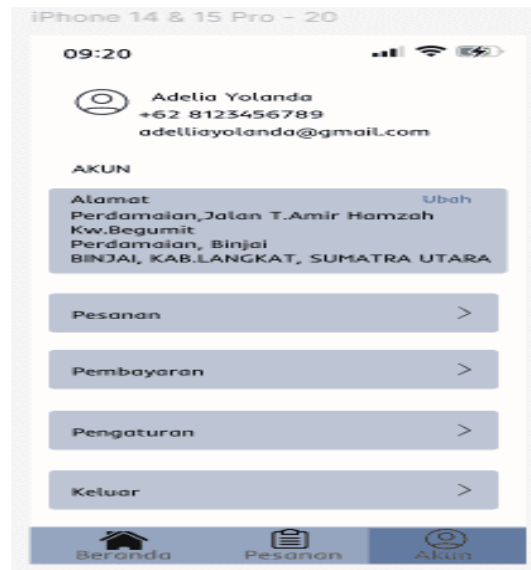 iPhone 14 & 15 Pro - 20
09:20
Adelia Yolanda
+62 8123456789
adelliayolanda@gmail.com
AKUN
Alamat Ubah
Perdamaian,Jalan T.Amir Hamzah
Kw.Begumit
Perdamaian, Binjai
BINJAI, KAB.LANGKAT, SUMATRA UTARA
Pesanan >
Pembayaran >
Pengaturan >
Keluar >
Beranda Pesanan Akun